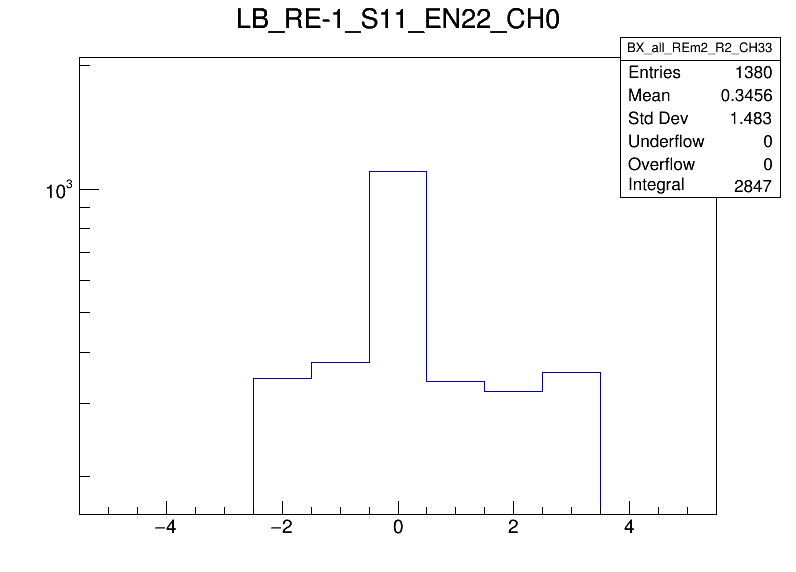 LB_RE-1_S11_EN22_CH0
BX_all_REm2_R2_CH33
Entries 1380
Mean 0.3456
Std Dev 1.483
Underflow 0
Overflow 0
Integral 2847
10³
−4 −2 0 2 4